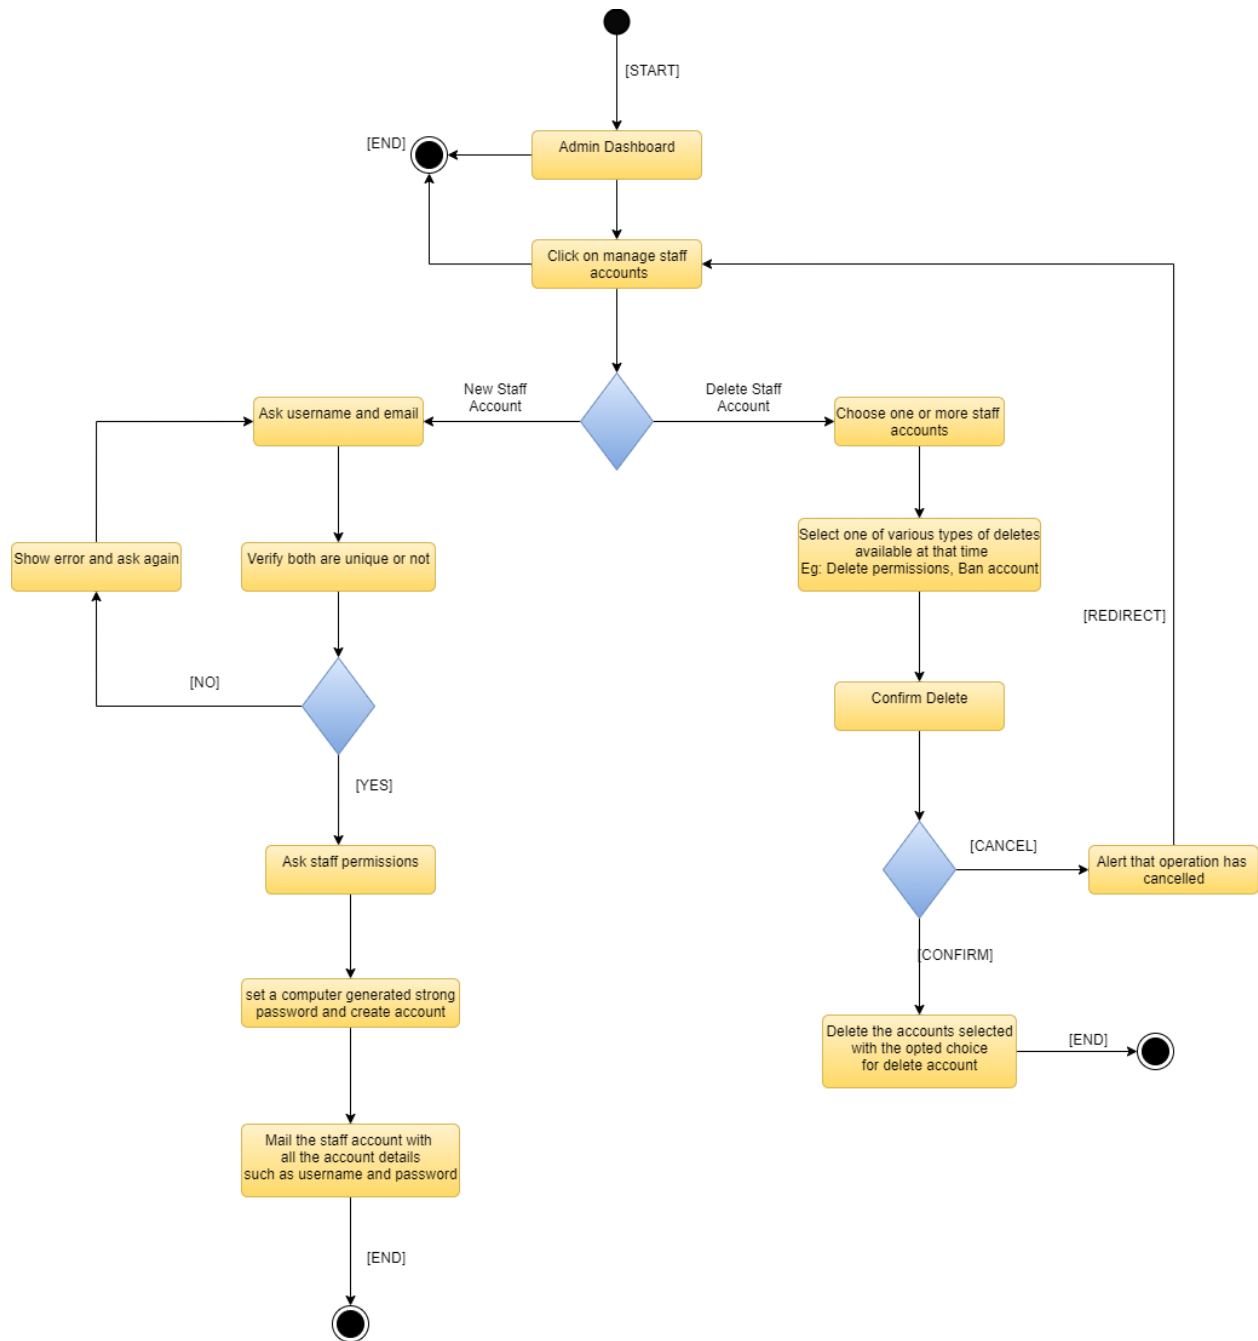 [START]
[END]
Admin Dashboard
Click on manage staff
accounts
New Staff
Account
Delete Staff
Account
Ask username and email
Choose one or more staff
accounts
Show error and ask again
Verify both are unique or not
Select one of various types of deletes
available at that time
Eg: Delete permissions, Ban account
[REDIRECT]
[NO]
Confirm Delete
[YES]
[CANCEL]
Ask staff permissions
Alert that operation has
cancelled
[CONFIRM]
set a computer generated strong
password and create account
Delete the accounts selected
with the opted choice
for delete account
[END]
Mail the staff account with
all the account details
such as username and password
[END]